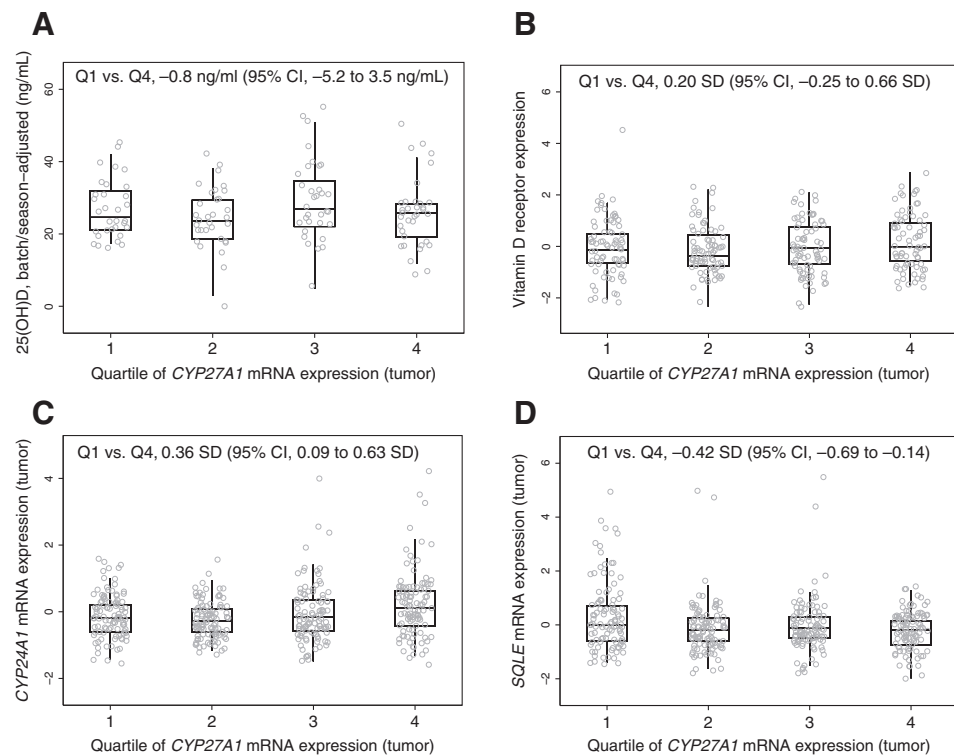 A
Q1 vs. Q4, –0.8 ng/ml (95% CI, –5.2 to 3.5 ng/mL)
25(OH)D, batch/season–adjusted (ng/mL)
60
40
20
0
1 2 3 4
Quartile of CYP27A1 mRNA expression (tumor)
B
Q1 vs. Q4, 0.20 SD (95% CI, –0.25 to 0.66 SD)
Vitamin D receptor expression
6
4
2
0
–2
1 2 3 4
Quartile of CYP27A1 mRNA expression (tumor)
C
Q1 vs. Q4, 0.36 SD (95% CI, 0.09 to 0.63 SD)
CYP24A1 mRNA expression (tumor)
4
2
0
–2
1 2 3 4
Quartile of CYP27A1 mRNA expression (tumor)
D
Q1 vs. Q4, –0.42 SD (95% CI, –0.69 to –0.14)
SQLE mRNA expression (tumor)
6
4
2
0
–2
1 2 3 4
Quartile of CYP27A1 mRNA expression (tumor)